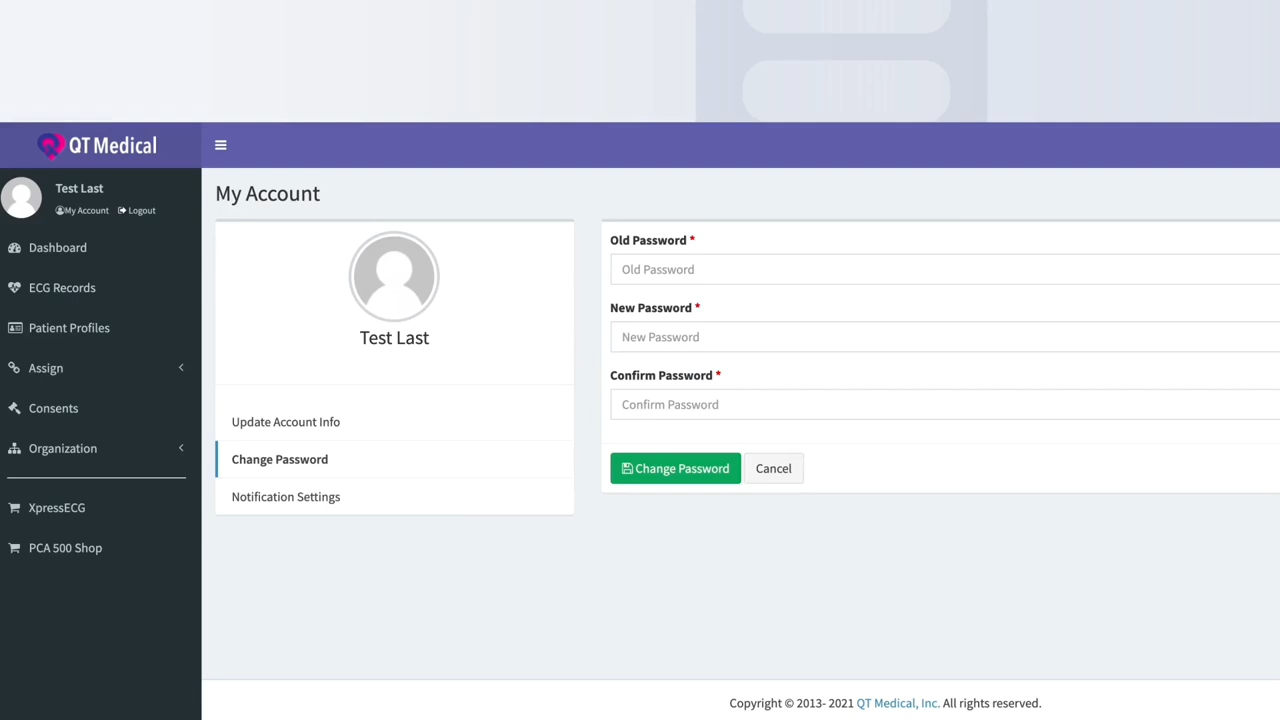 QT Medical
Test Last
My Account Logout
Dashboard
ECG Records
Patient Profiles
Assign
Consents
Organization
XpressECG
PCA 500 Shop
My Account
Test Last
Update Account Info
Change Password
Notification Settings
Old Password *
Old Password
New Password *
New Password
Confirm Password *
Confirm Password
Change Password Cancel
Copyright © 2013- 2021 QT Medical, Inc. All rights reserved.